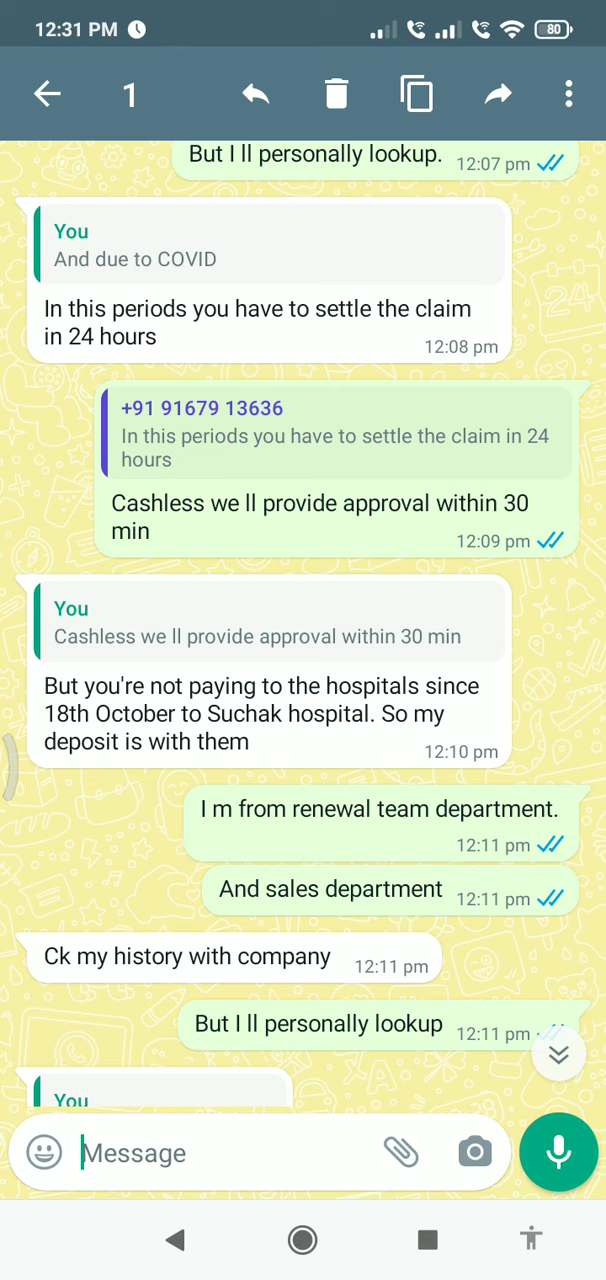 12:31 PM
80
1
But I ll personally lookup. 12:07 pm
You
And due to COVID
In this periods you have to settle the claim
in 24 hours
12:08 pm
+91 91679 13636
In this periods you have to settle the claim in 24
hours
Cashless we ll provide approval within 30
min
12:09 pm
You
Cashless we ll provide approval within 30 min
But you're not paying to the hospitals since
18th October to Suchak hospital. So my
deposit is with them
12:10 pm
I m from renewal team department.
12:11 pm
And sales department 12:11 pm
Ck my history with company 12:11 pm
But I ll personally lookup 12:11 pm
You
Message